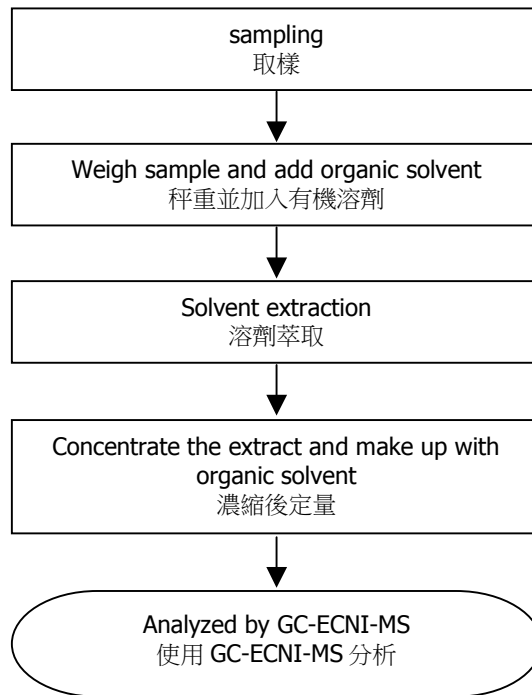 sampling
取樣
Weigh sample and add organic solvent
秤重並加入有機溶劑
Solvent extraction
溶劑萃取
Concentrate the extract and make up with
organic solvent
濃縮後定量
Analyzed by GC-ECNI-MS
使用 GC-ECNI-MS 分析